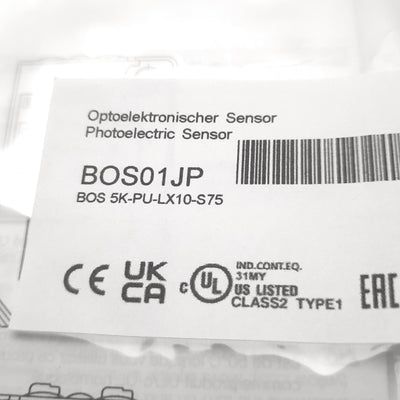 Optoelektronischer Sensor
Photoelectric Sensor
BOS01JP
BOS 5K-PU-LX10-S75
CE
UK
CA
c UL
IND.CONT.EQ.
31MY
US LISTED
CLASS2 TYPE1
EAC